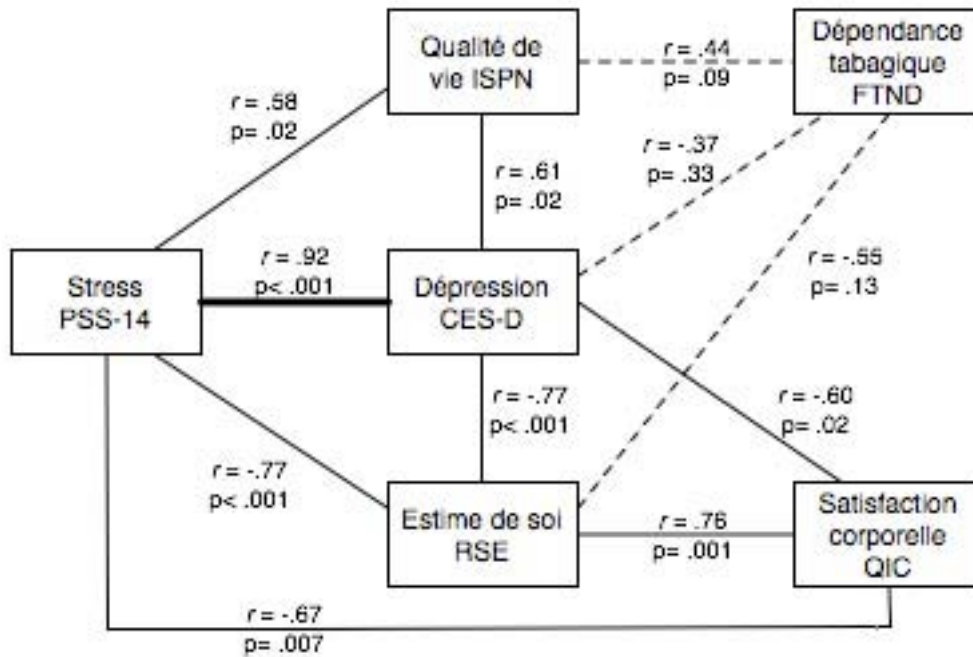 Qualité de
vie ISPN
r = .44
p= .09
Dépendance
tabagique
FTND
r = .58
p= .02
r = .61
p= .02
r = -.37
p= .33
Stress
PSS-14
r = .92
p< .001
Dépression
CES-D
r = -.55
p= .13
r = -.77
p< .001
r = -.60
p= .02
r = -.77
p< .001
Estime de soi
RSE
r = .76
p= .001
Satisfaction
corporelle
QIC
r = -.67
p= .007